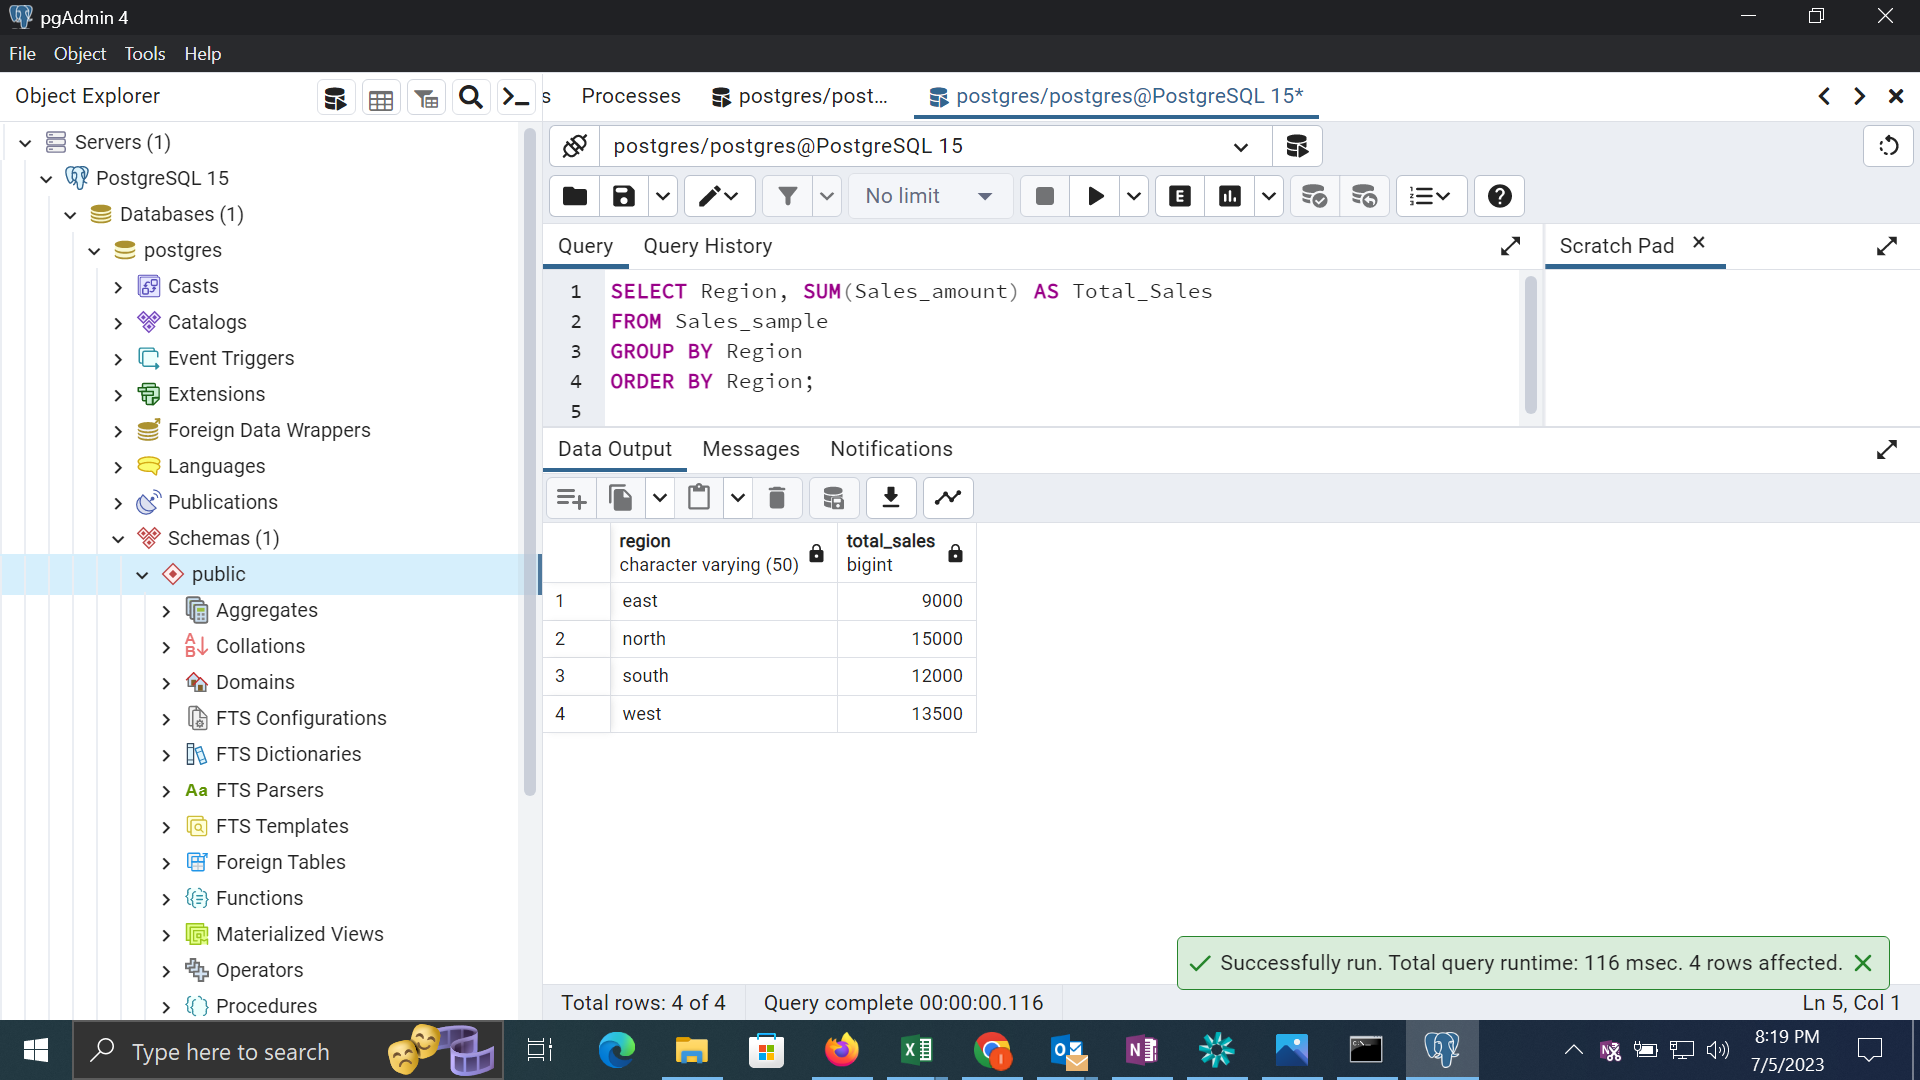 pgAdmin 4
File Object Tools Help
Object Explorer
s Processes postgres/post... postgres/postgres@PostgreSQL 15*
Servers (1)
PostgreSQL 15
Databases (1)
postgres
Casts
Catalogs
Event Triggers
Extensions
Foreign Data Wrappers
Languages
Publications
Schemas (1)
public
Aggregates
Collations
Domains
FTS Configurations
FTS Dictionaries
Aa FTS Parsers
FTS Templates
Foreign Tables
Functions
Materialized Views
Operators
Procedures
postgres/postgres@PostgreSQL 15
No limit E
Query Query History
Scratch Pad
1 SELECT Region, SUM(Sales_amount) AS Total_Sales
2 FROM Sales_sample
3 GROUP BY Region
4 ORDER BY Region;
5
Data Output Messages Notifications
region total_sales
character varying (50) bigint
1 east 9000
2 north 15000
3 south 12000
4 west 13500
Successfully run. Total query runtime: 116 msec. 4 rows affected.
Total rows: 4 of 4 Query complete 00:00:00.116 Ln 5, Col 1
Type here to search
8:19 PM
7/5/2023